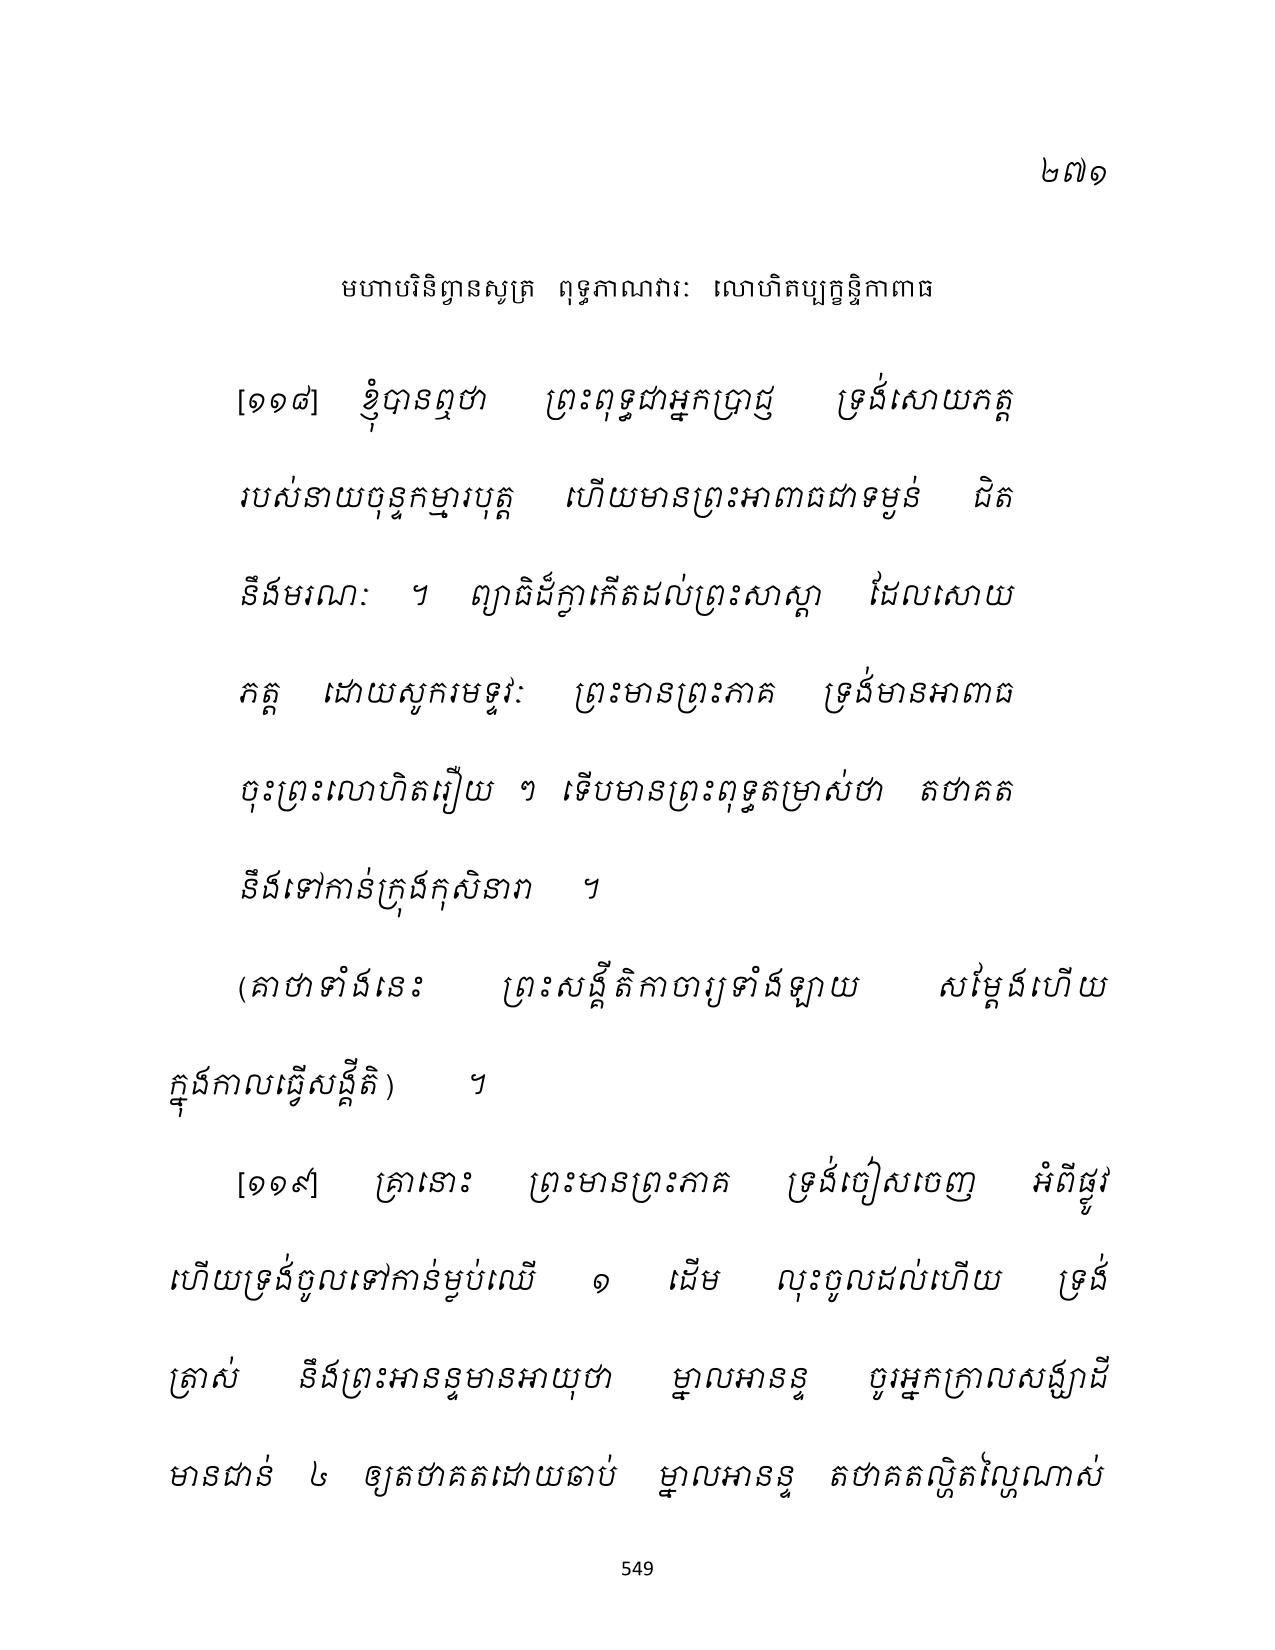 ២៧១
មហាបរិនិព្វានសូត្រ ពុទ្ធភាណវារៈ លោហិតប្បក្ខន្ទិកាពាធ
[១១៨] ខ្ញុំបានឮថា ព្រះពុទ្ធជាអ្នកប្រាជ្ញ ទ្រង់សោយភត្ត
របស់នាយចុន្ទកម្មារបុត្ត ហើយមានព្រះអាពាធជាទម្ងន់ ជិត
នឹងមរណៈ ។ ព្យាធិដ៏ក្លាកើតដល់ព្រះសាស្តា ដែលសោយ
ភត្ត ដោយសូករមទ្ទវៈ ព្រះមានព្រះភាគ ទ្រង់មានអាពាធ
ចុះព្រះលោហិតរឿយ ៗ ទើបមានព្រះពុទ្ធតម្រាស់ថា តថាគត
នឹងទៅកាន់ក្រុងកុសិនារា ។
(គាថាទាំងនេះ ព្រះសង្គីតិកាចារ្យទាំងឡាយ សម្តែងហើយ
ក្នុងកាលធ្វើសង្គីតិ) ។
[១១៩] គ្រានោះ ព្រះមានព្រះភាគ ទ្រង់ចៀសចេញ អំពីផ្លូវ
ហើយទ្រង់ចូលទៅកាន់ម្លប់ឈើ ១ ដើម លុះចូលដល់ហើយ ទ្រង់
ត្រាស់ នឹងព្រះអានន្ទមានអាយុថា ម្នាលអានន្ទ ចូរអ្នកក្រាលសង្ឃាដី
មានជាន់ ៤ ឲ្យតថាគតដោយឆាប់ ម្នាលអានន្ទ តថាគតល្ហិតល្ហៃណាស់
549